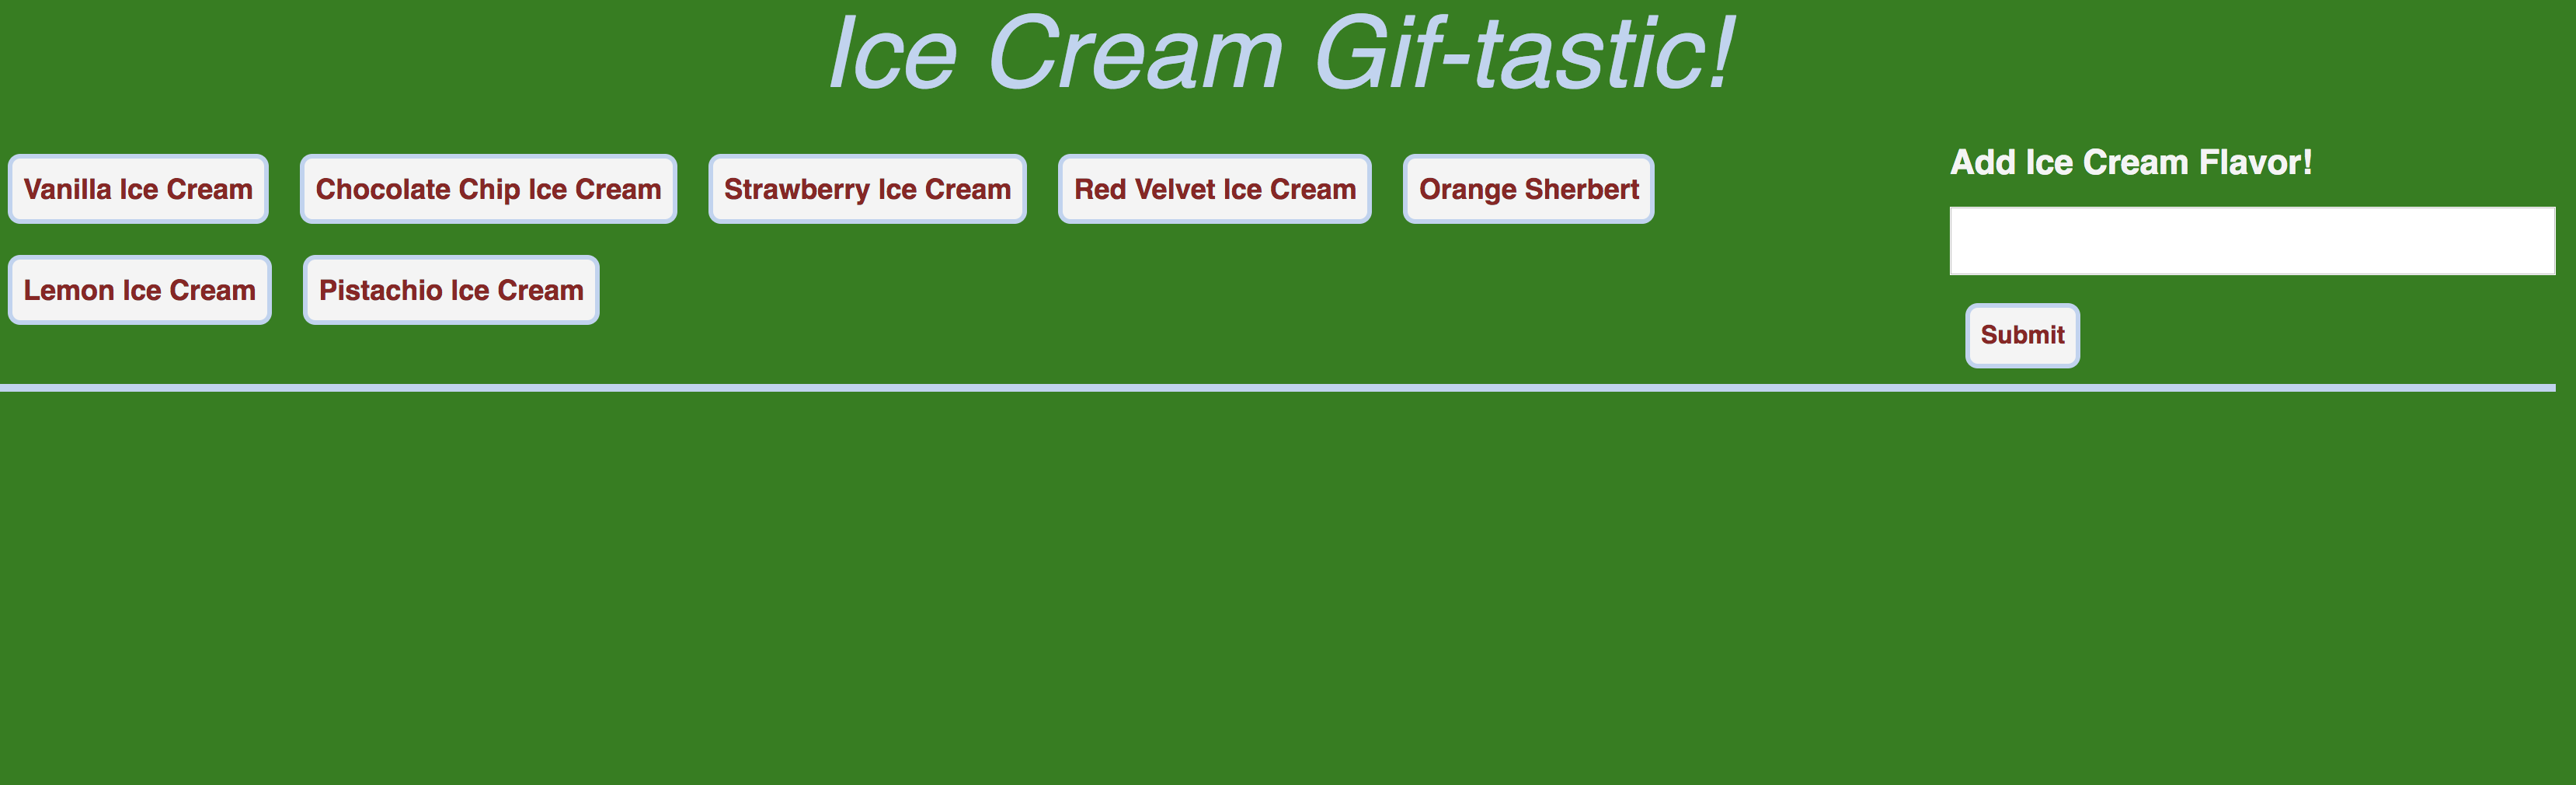 Ice Cream Gif-tastic!
Vanilla Ice Cream
Chocolate Chip Ice Cream
Strawberry Ice Cream
Red Velvet Ice Cream
Orange Sherbert
Lemon Ice Cream
Pistachio Ice Cream
Add Ice Cream Flavor!
Submit